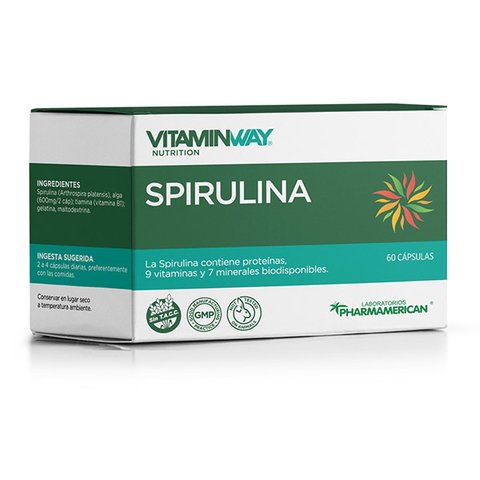 VITAMINWAY®
NUTRITION
SPIRULINA
La Spirulina contiene proteínas,
9 vitaminas y 7 minerales biodisponibles.
60 CÁPSULAS
Sin T.A.C.C.
GMP
LABORATORIOS
PHARMAMERICAN®
INGREDIENTES
Spirulina (Arthrospira platensis), alga
(600mg/2 cáp); tiamina (vitamina B1);
gelatina, maltodextrina.
INGESTA SUGERIDA
2 a 4 cápsulas diarias, preferentemente
con las comidas.
Conservar en lugar seco
a temperatura ambiente.